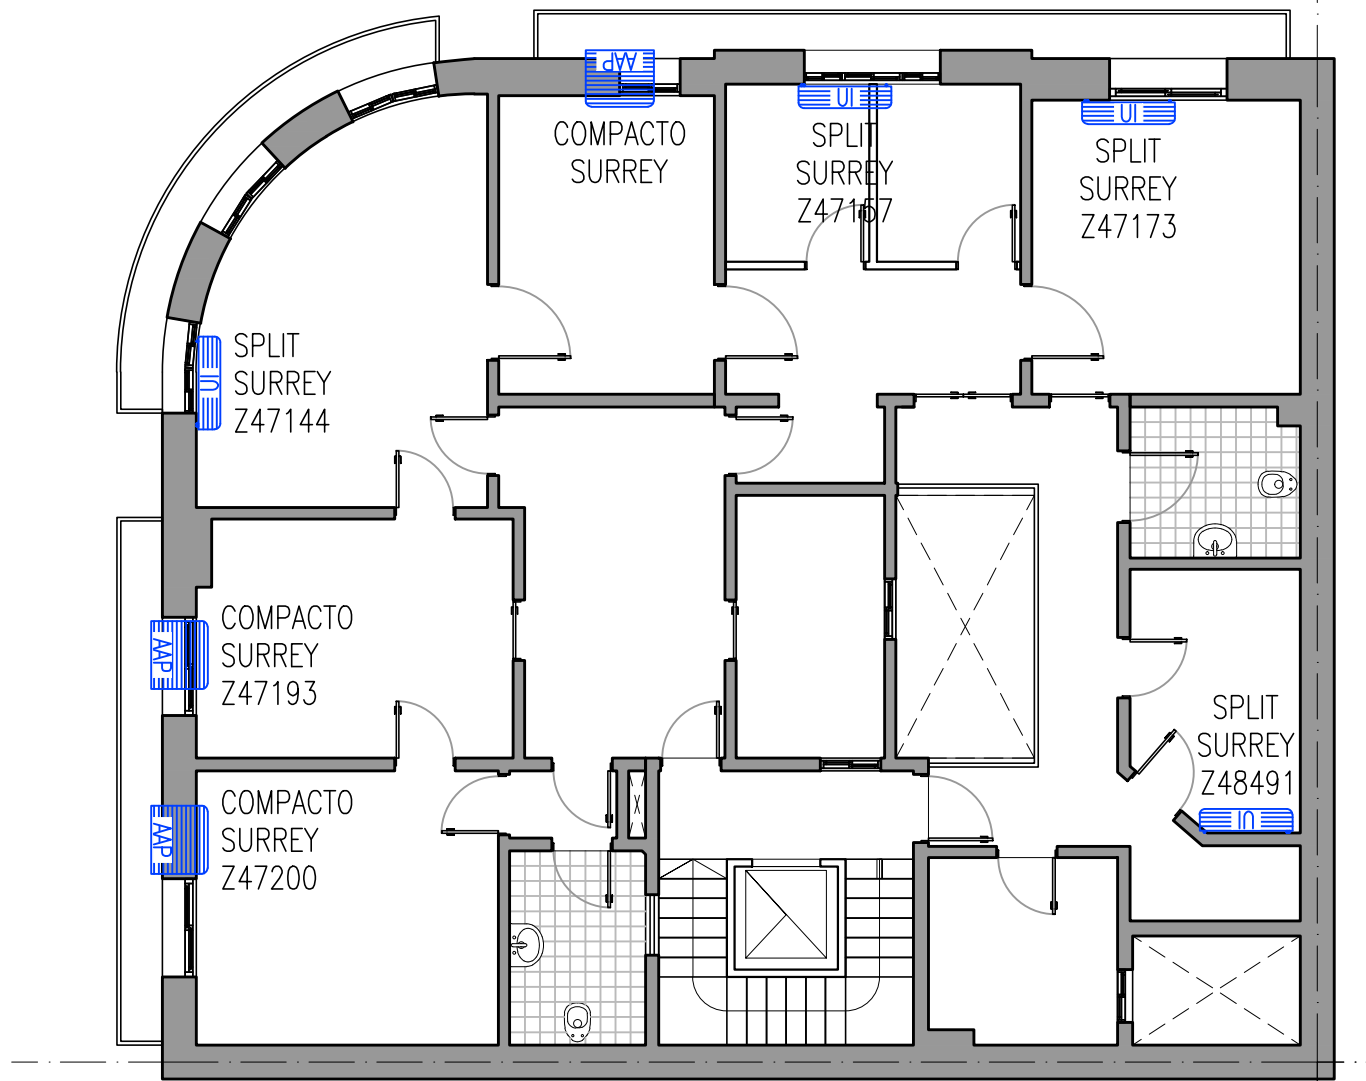 AAP
COMPACTO
SURREY
UI
SPLIT
SURREY
Z47157
UI
SPLIT
SURREY
Z47173
UI
SPLIT
SURREY
Z47144
AAP
COMPACTO
SURREY
Z47193
AAP
COMPACTO
SURREY
Z47200
SPLIT
SURREY
Z48491
UI